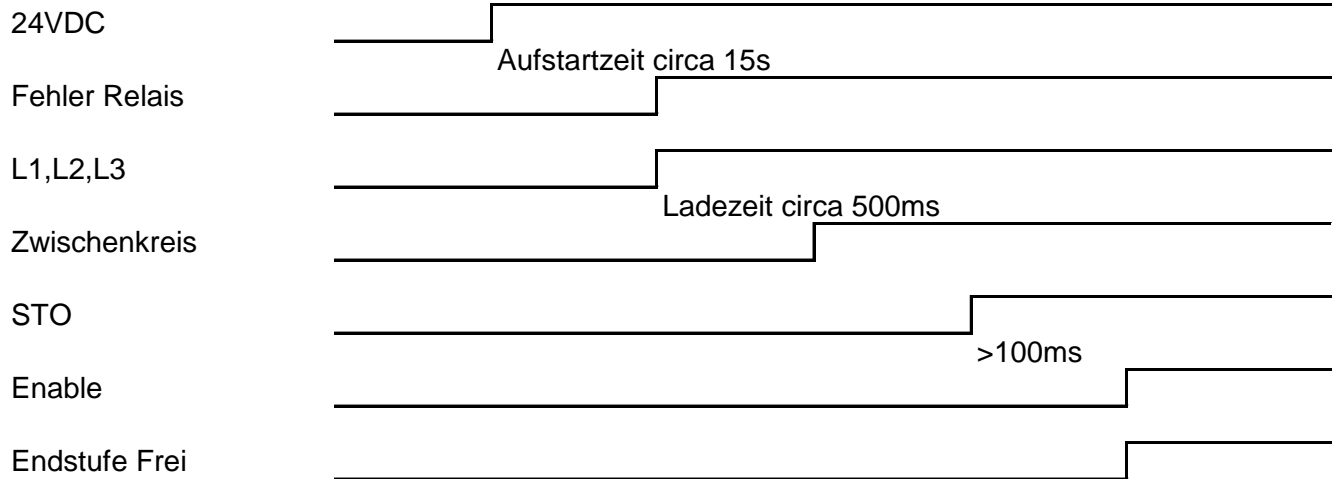 24VDC
Aufstartzeit circa 15s
Fehler Relais
L1,L2,L3
Ladezeit circa 500ms
Zwischenkreis
STO
>100ms
Enable
Endstufe Frei